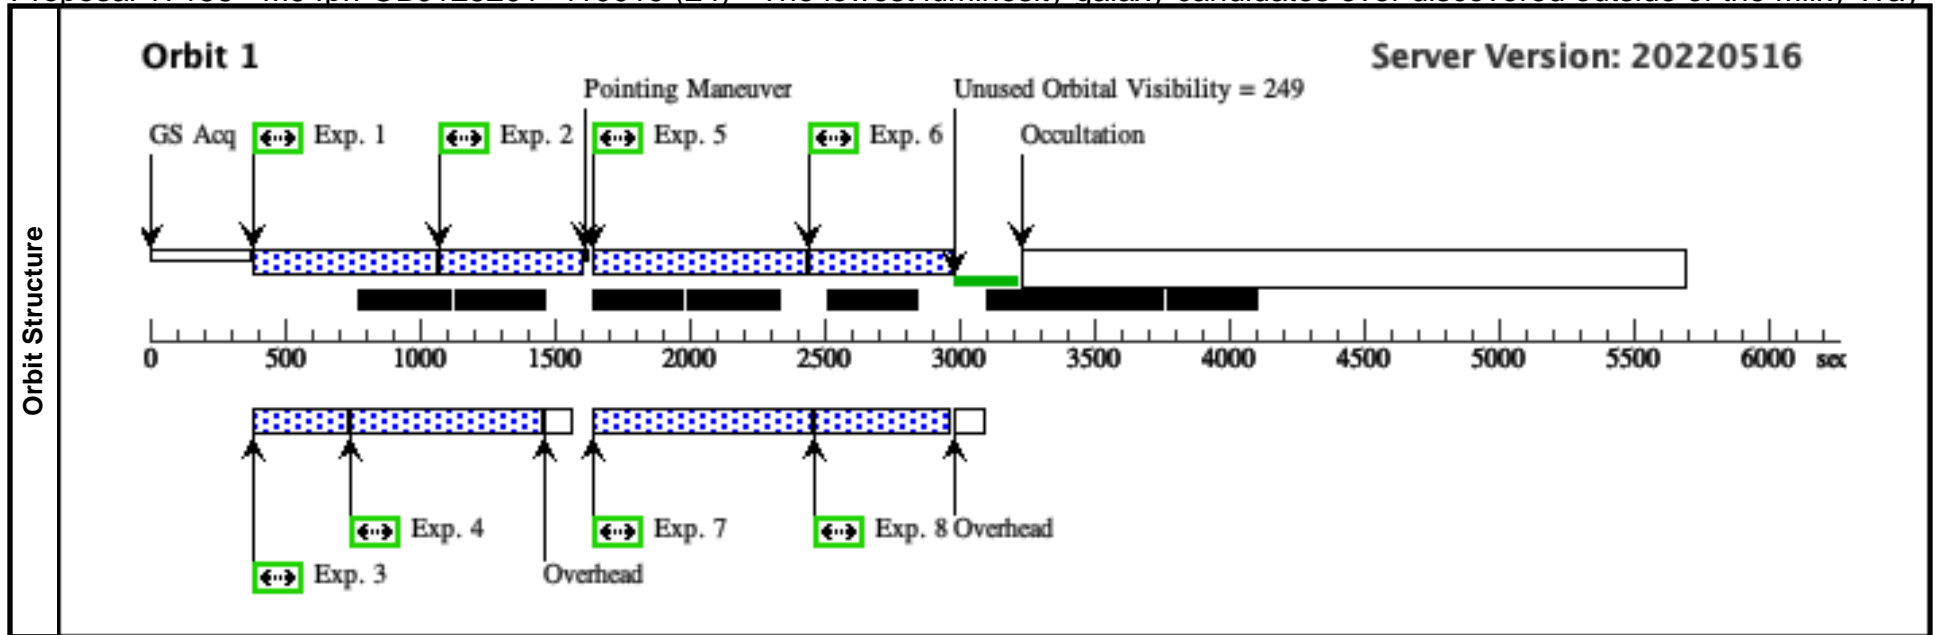 Orbit 1
Server Version: 20220516
Pointing Maneuver
Unused Orbital Visibility = 249
GS Acq
Exp. 1
Exp. 2
Exp. 5
Exp. 6
Occultation
Orbit Structure
0 500 1000 1500 2000 2500 3000 3500 4000 4500 5000 5500 6000 sec
Exp. 4
Exp. 7
Exp. 8
Overhead
Exp. 3
Overhead